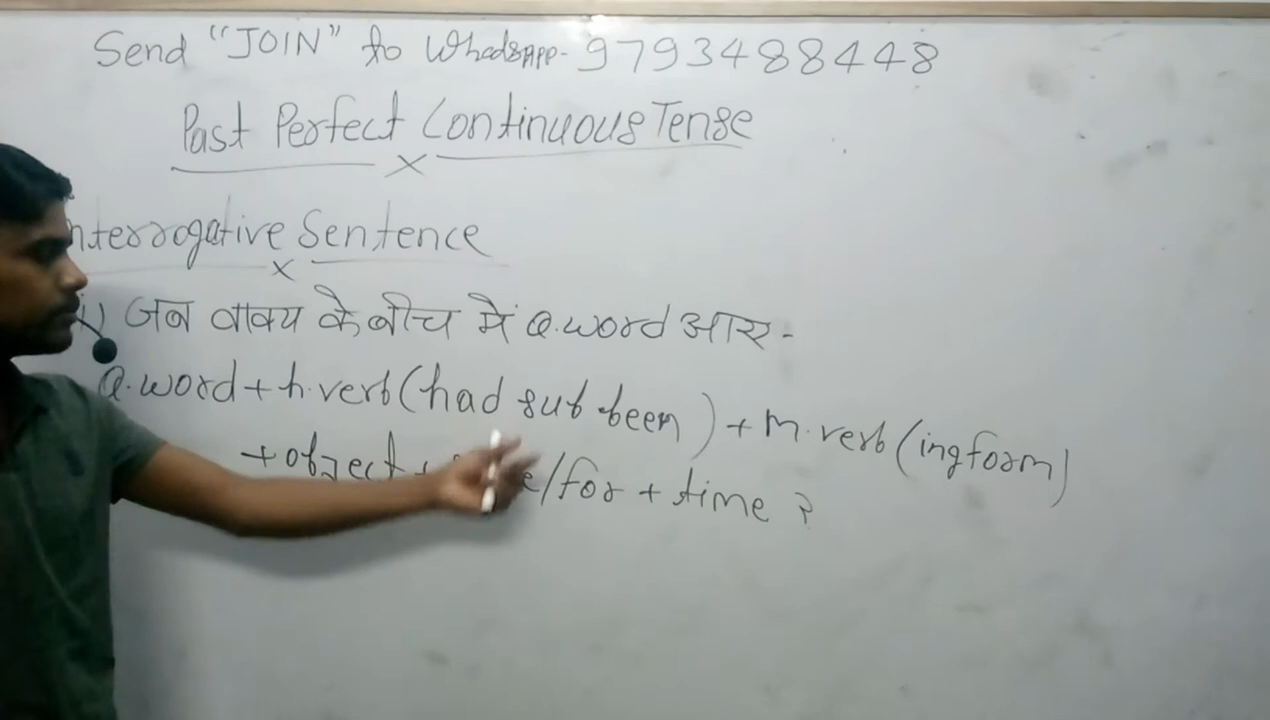 Send "JOIN" to WhatsAPP- 9793488448
Past Perfect Continuous Tense
nterrogative Sentence
i) जब वाक्य के बीच में Q.word आए -
Q.word + h.verb (had sub been) + m.verb (ing form)
+ object + /for + time ?